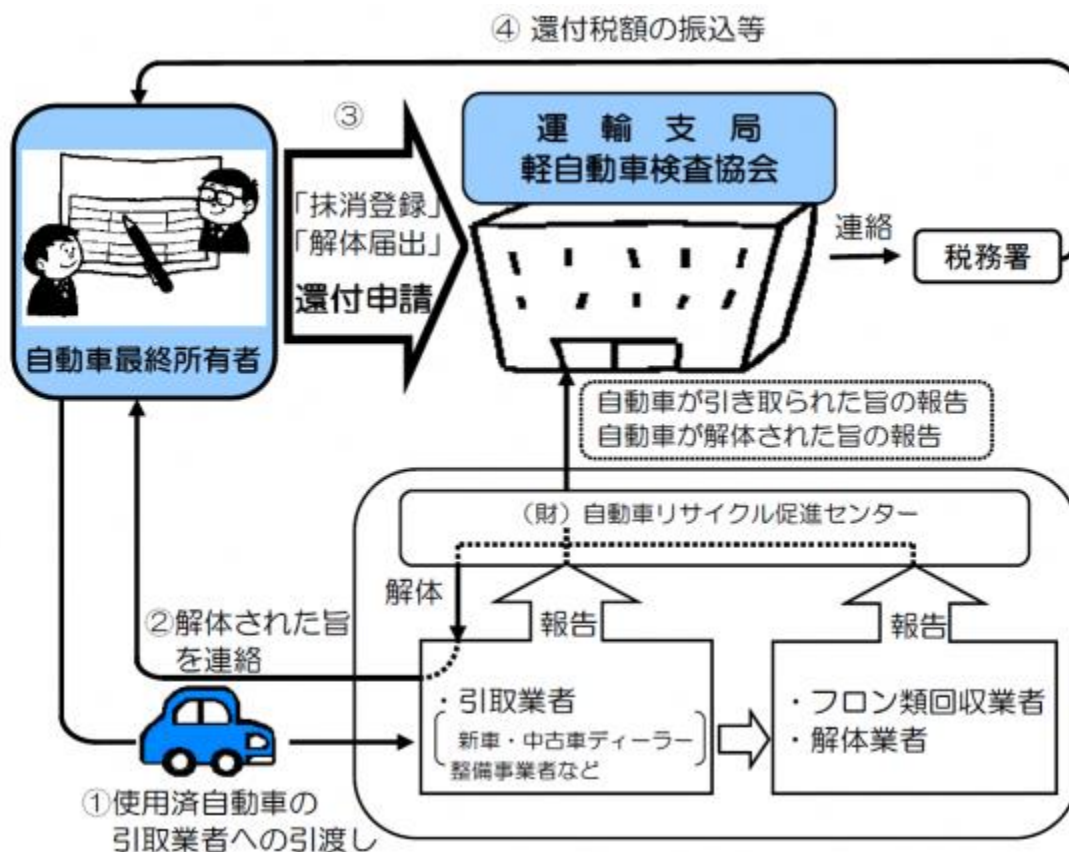 ④ 還付税額の振込等
③
「抹消登録」
「解体届出」
還付申請
運輸支局
軽自動車検査協会
連絡
税務署
自動車最終所有者
自動車が引き取られた旨の報告
自動車が解体された旨の報告
（財）自動車リサイクル促進センター
解体
報告
報告
②解体された旨
を連絡
・引取業者
新車・中古車ディーラー
整備事業者など
・フロン類回収業者
・解体業者
①使用済自動車の
引取業者への引渡し